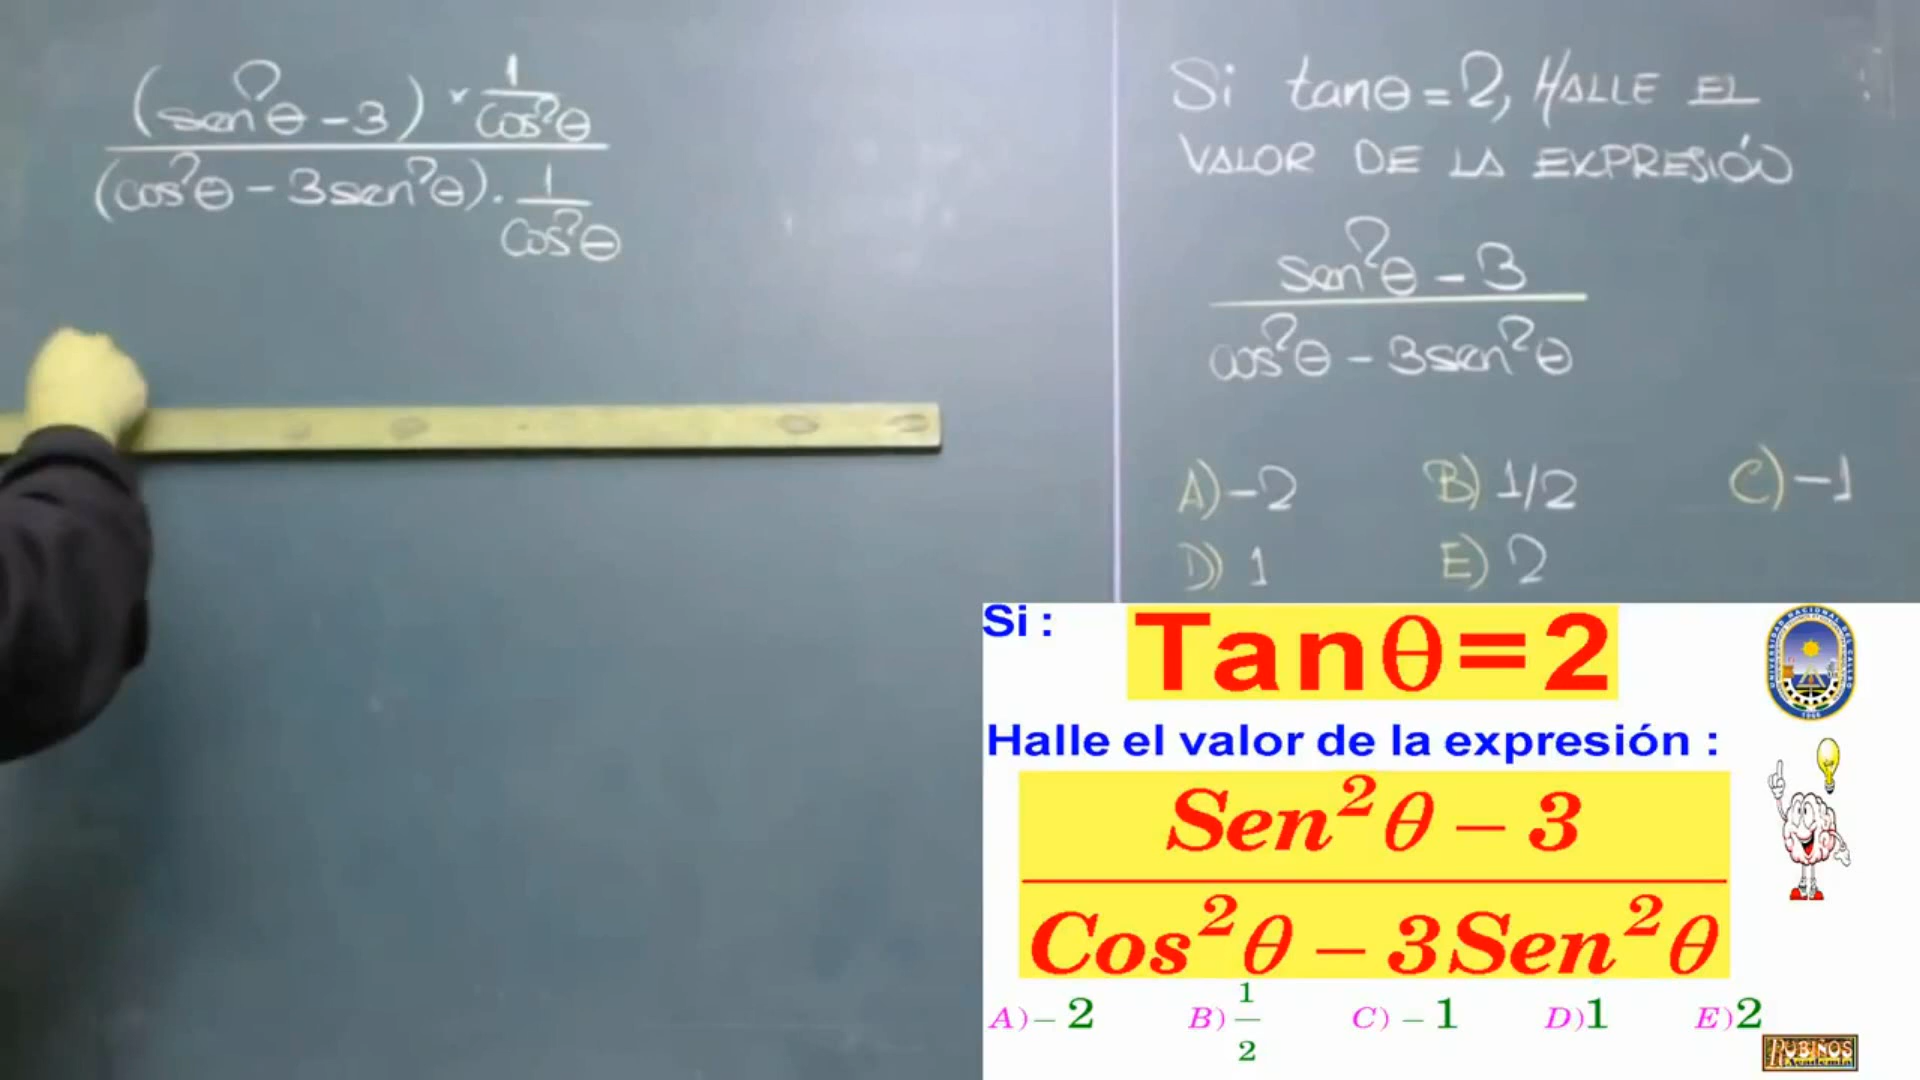 (sen²θ - 3) × 1/cos²θ
(cos²θ - 3sen²θ) · 1/cos²θ
Si tanθ = 2, HALLE EL
VALOR DE LA EXPRESIÓN
sen²θ - 3
cos²θ - 3sen²θ
A) -2 B) 1/2 C) -1
D) 1 E) 2
Si :
Tanθ=2
Halle el valor de la expresión :
Sen²θ - 3
Cos²θ - 3Sen²θ
A) - 2 B) 1/2 C) - 1 D) 1 E) 2
RUBIÑOS
Academia